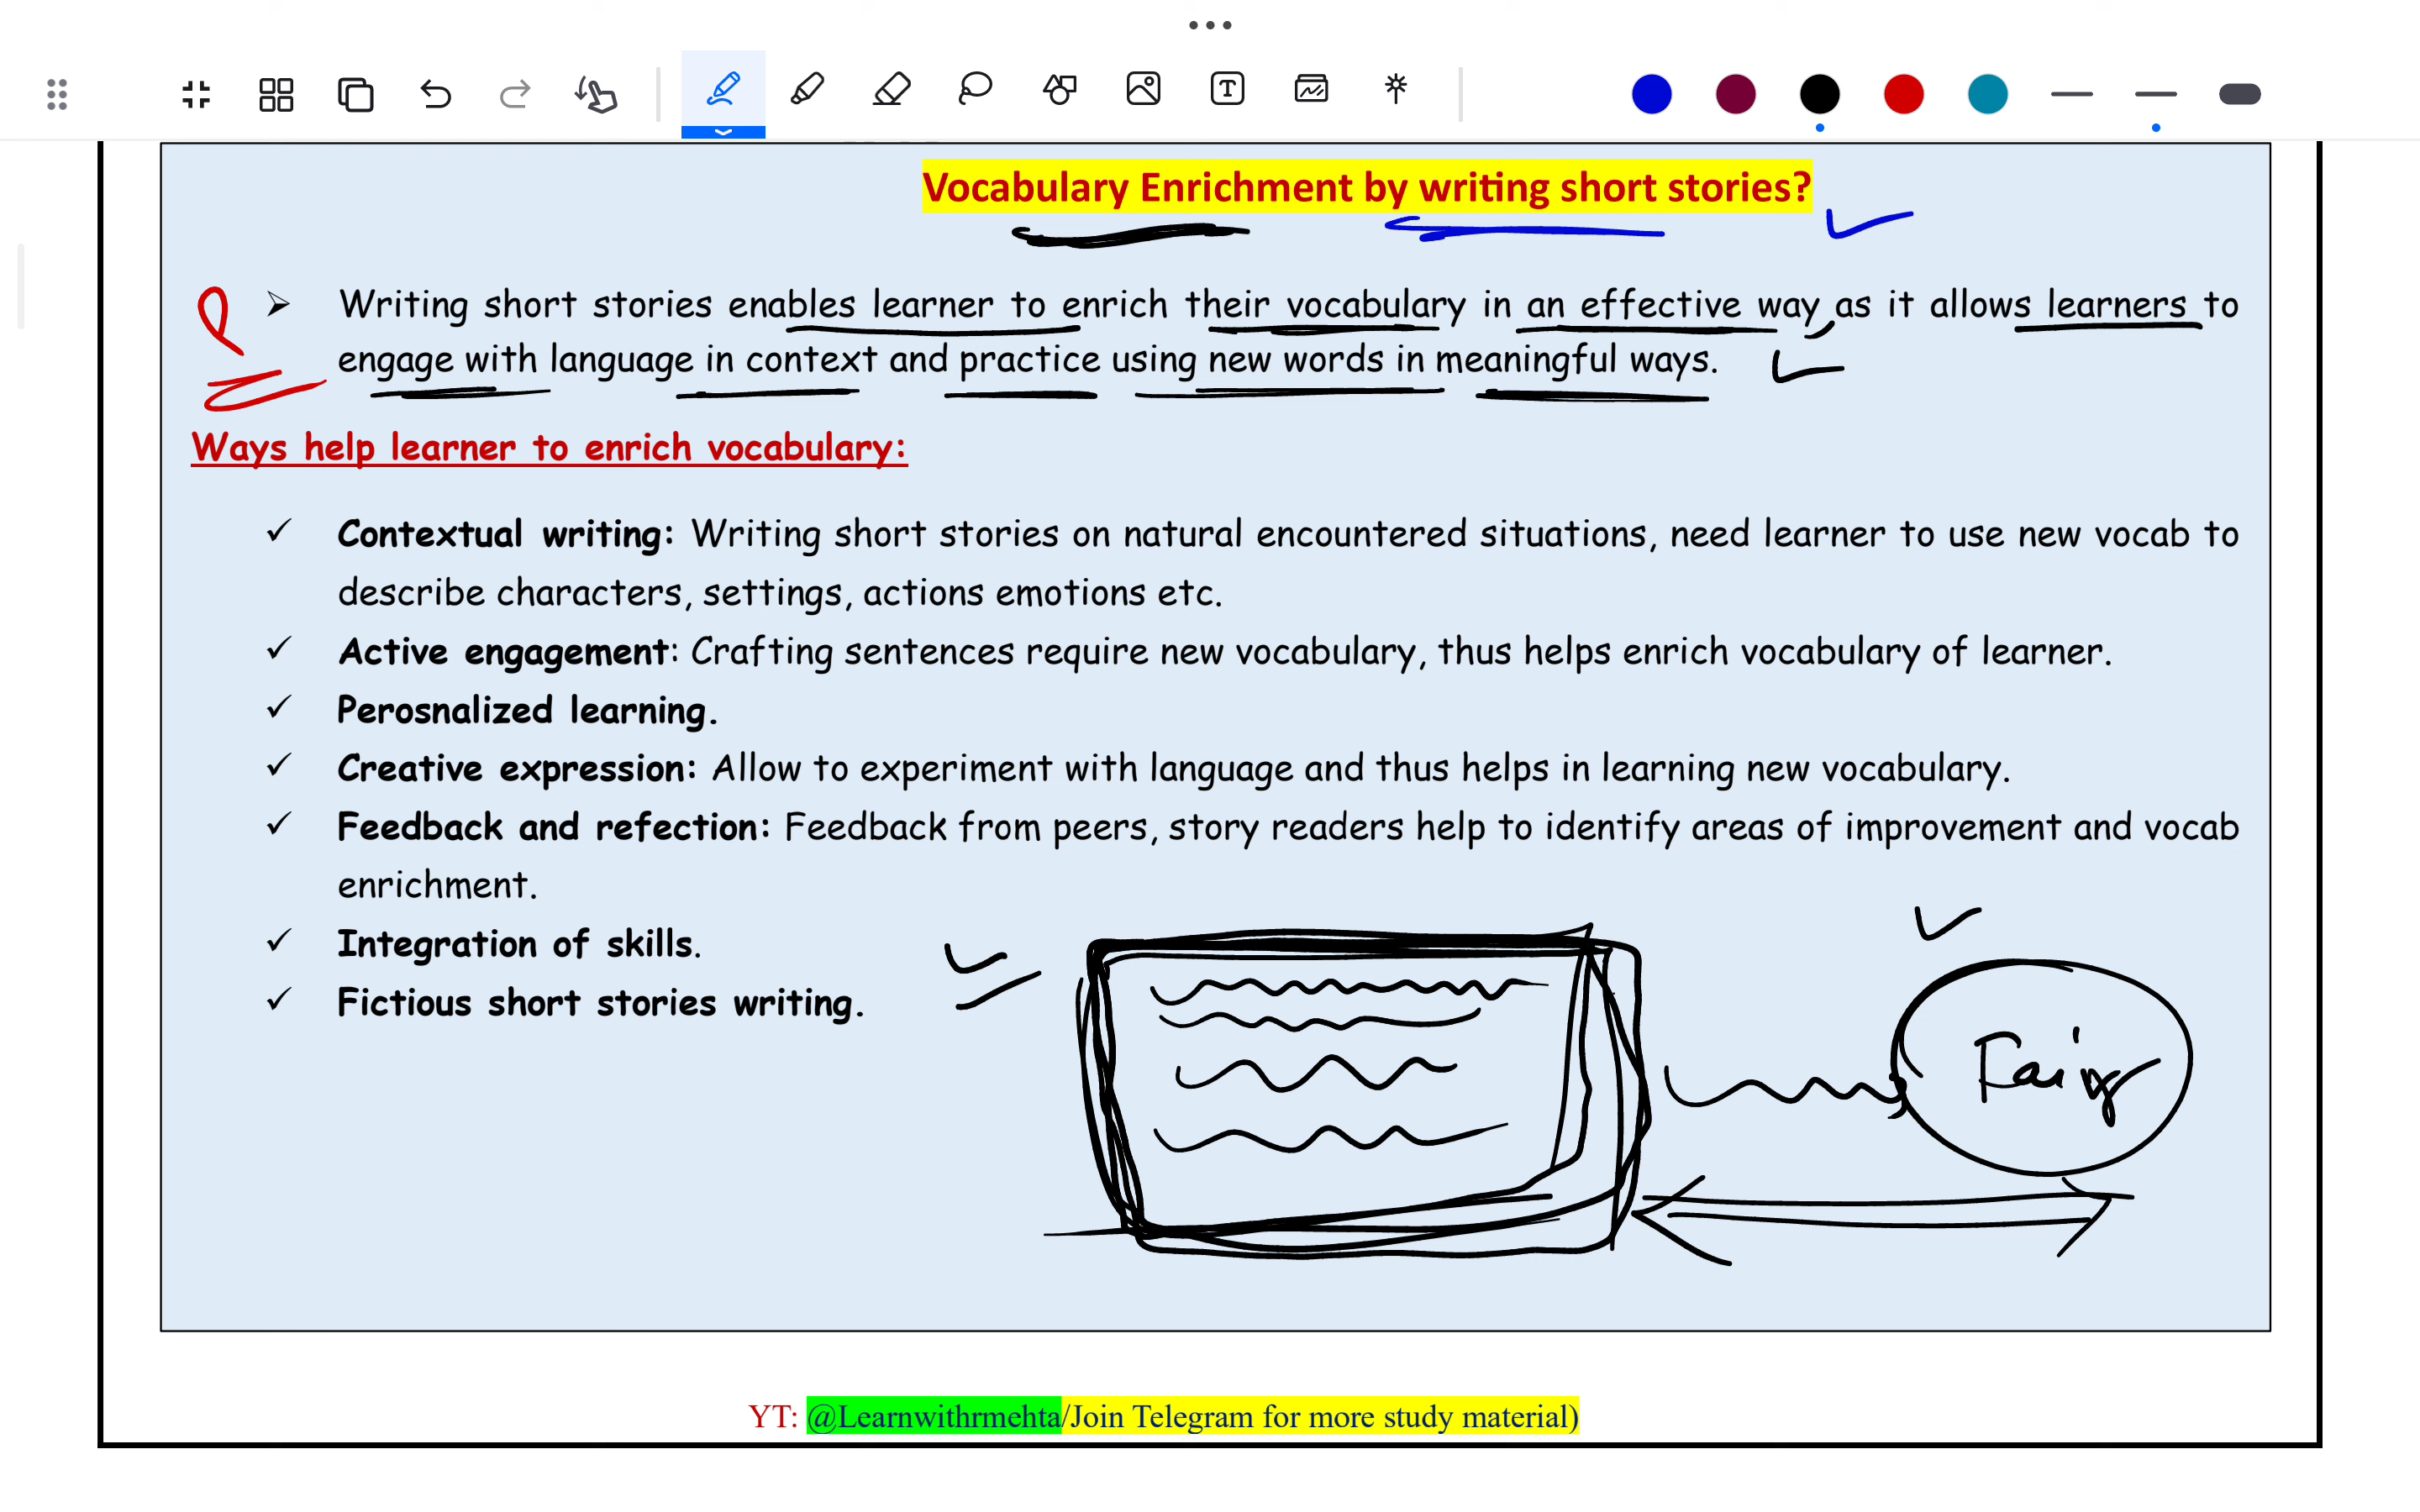 Vocabulary Enrichment by writing short stories?
Writing short stories enables learner to enrich their vocabulary in an effective way as it allows learners to
engage with language in context and practice using new words in meaningful ways.
Ways help learner to enrich vocabulary:
Contextual writing: Writing short stories on natural encountered situations, need learner to use new vocab to
describe characters, settings, actions emotions etc.
Active engagement: Crafting sentences require new vocabulary, thus helps enrich vocabulary of learner.
Perosnalized learning.
Creative expression: Allow to experiment with language and thus helps in learning new vocabulary.
Feedback and refection: Feedback from peers, story readers help to identify areas of improvement and vocab
enrichment.
Integration of skills.
Fictious short stories writing.
YT: @Learnwithrmehta/Join Telegram for more study material)